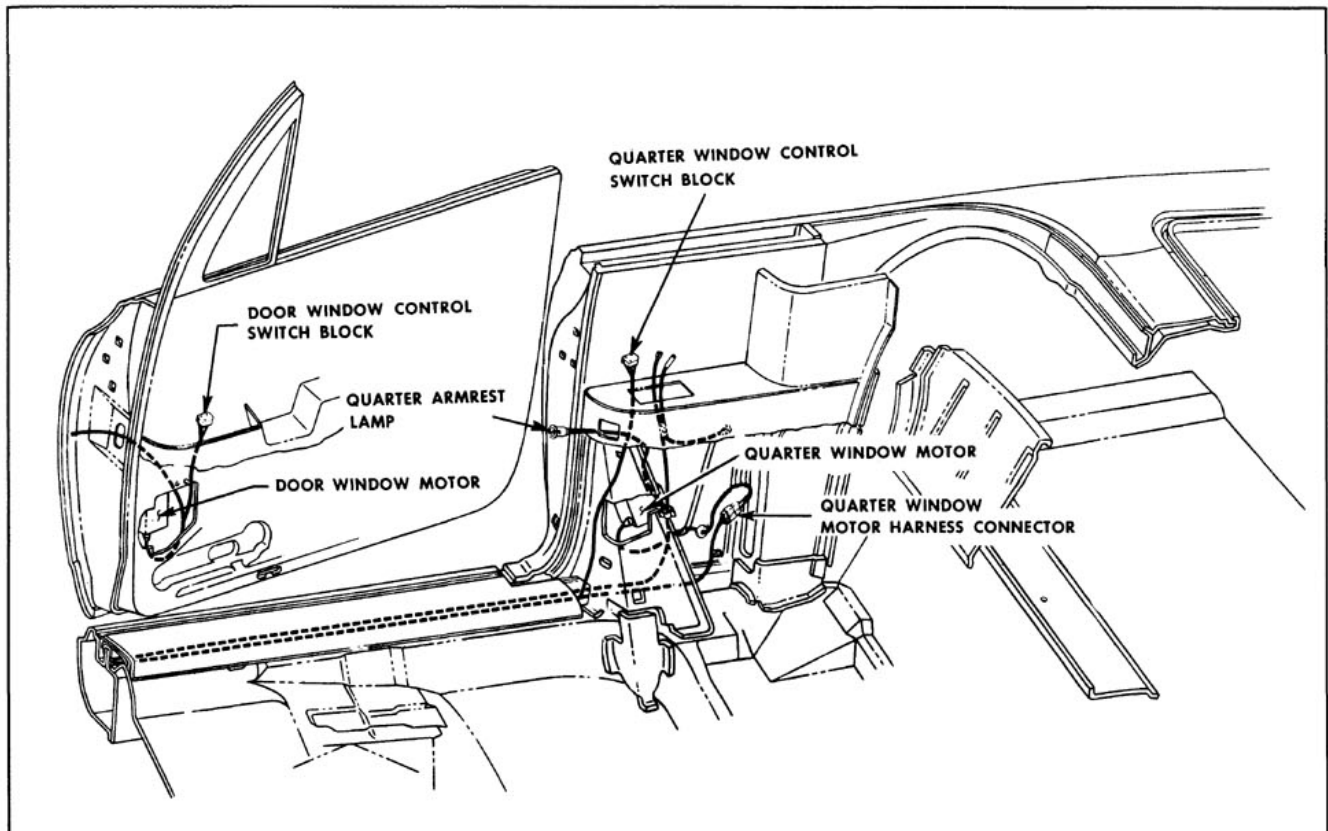 QUARTER WINDOW CONTROL
SWITCH BLOCK
DOOR WINDOW CONTROL
SWITCH BLOCK
QUARTER ARMREST
LAMP
QUARTER WINDOW MOTOR
DOOR WINDOW MOTOR
QUARTER WINDOW
MOTOR HARNESS CONNECTOR